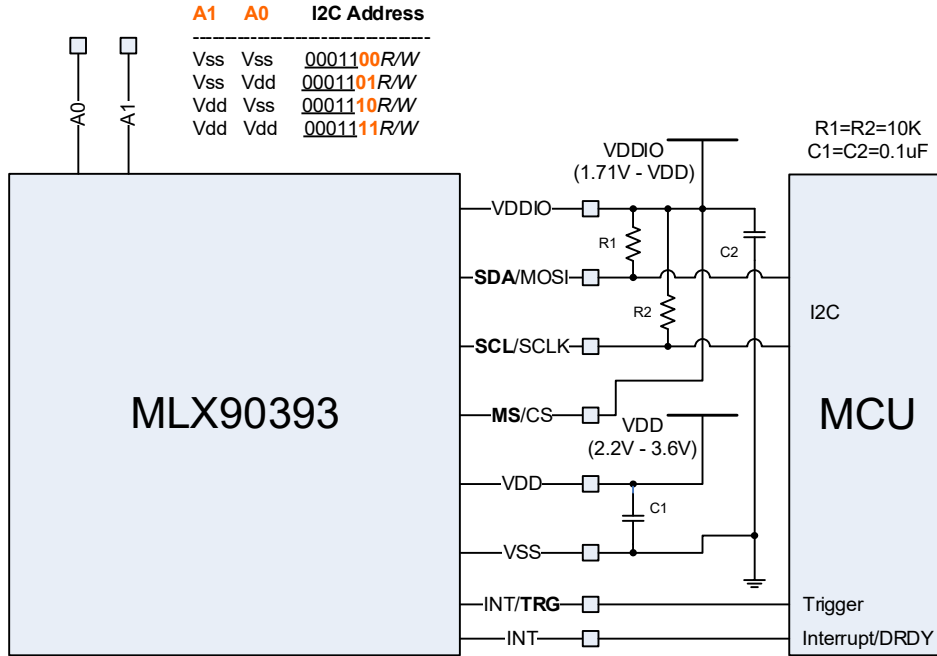 A1 A0 I2C Address
----------------------------
Vss Vss 0001100R/W
Vss Vdd 0001101R/W
Vdd Vss 0001110R/W
Vdd Vdd 0001111R/W
A0
A1
R1=R2=10K
C1=C2=0.1uF
VDDIO
(1.71V - VDD)
VDDIO
R1
C2
SDA/MOSI
R2
I2C
SCL/SCLK
MLX90393
MS/CS
MCU
VDD
(2.2V - 3.6V)
VDD
C1
VSS
INT/TRG
Trigger
INT
Interrupt/DRDY